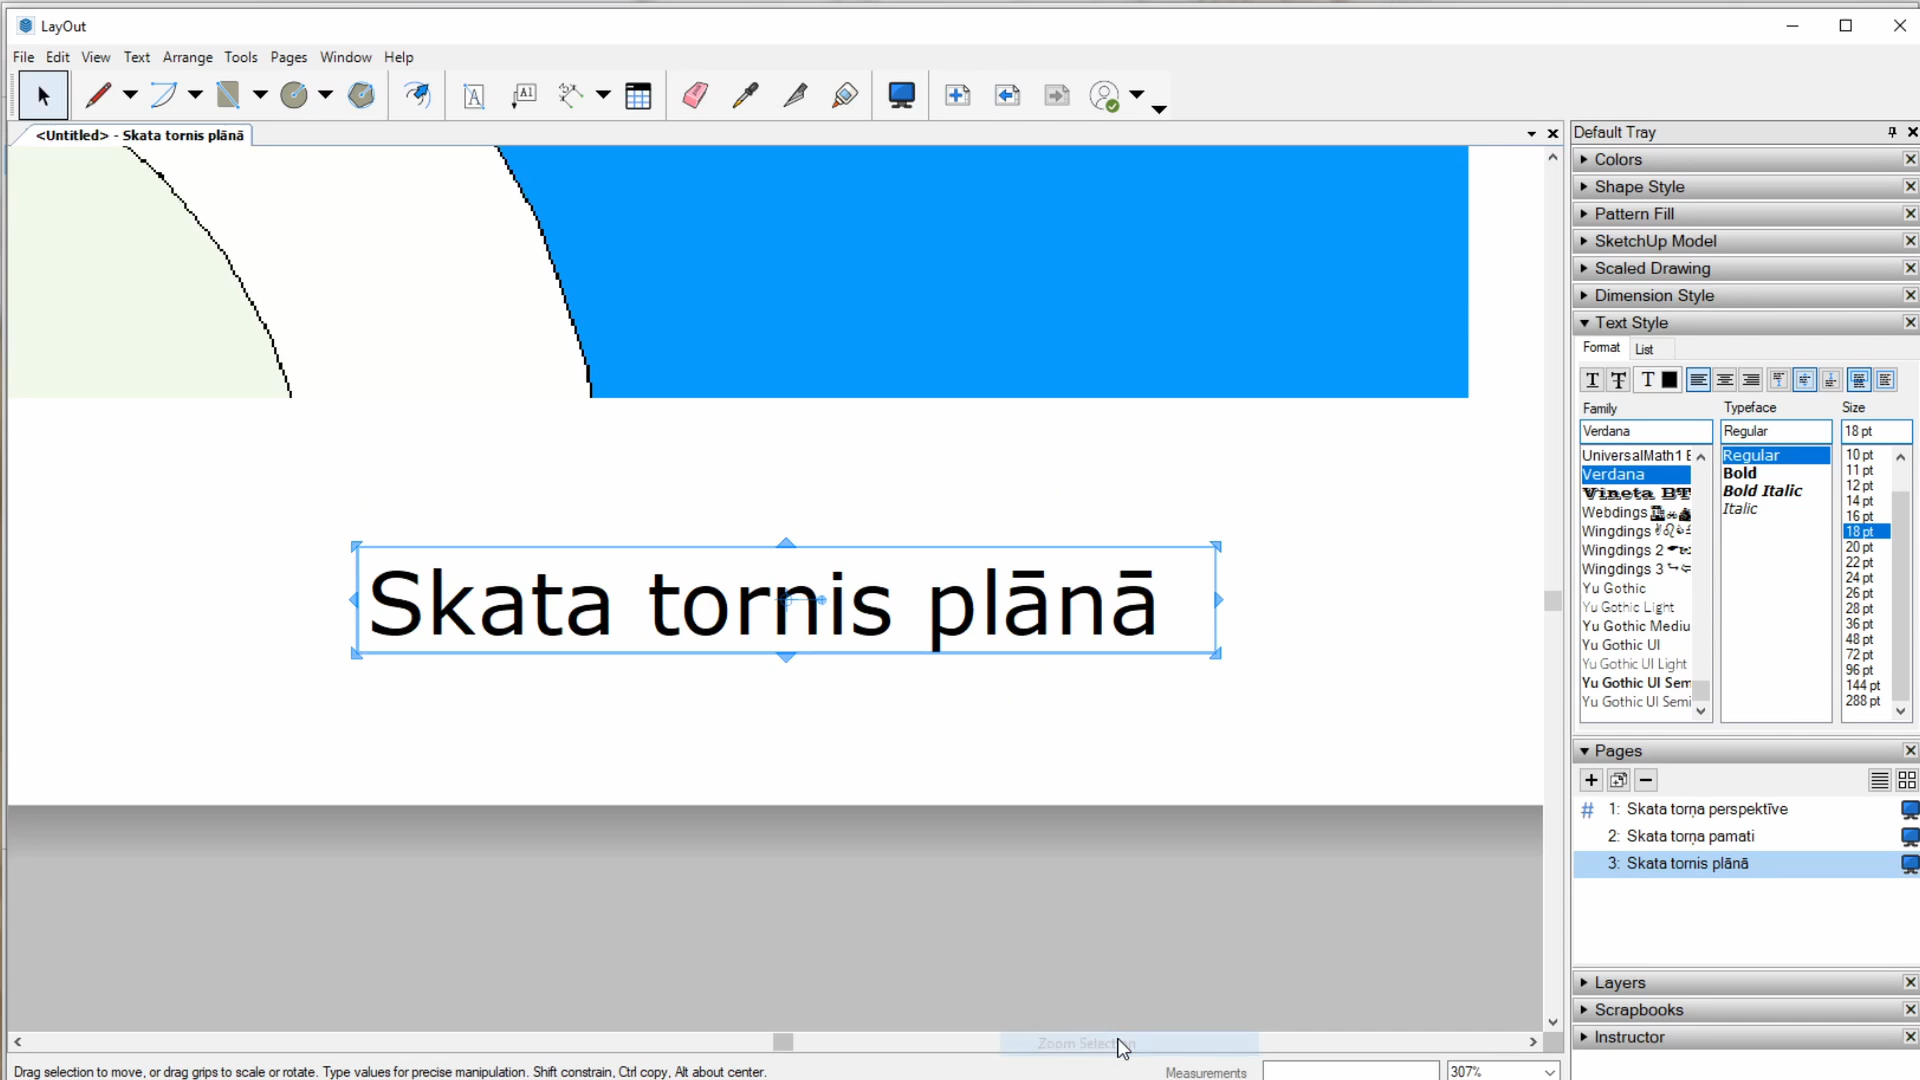 LayOut
File Edit View Text Arrange Tools Pages Window Help
A A1
<Untitled> - Skata tornis plānā
Default Tray
Colors
Shape Style
Pattern Fill
SketchUp Model
Scaled Drawing
Dimension Style
Text Style
Format List
T T T
Family Typeface Size
Verdana Regular 18 pt
UniversalMath1 Regular 10 pt
Verdana Bold 11 pt
Vineta BT Bold Italic 12 pt
Webdings Italic 14 pt
Wingdings 16 pt
Wingdings 2 18 pt
Wingdings 3 20 pt
Yu Gothic 22 pt
Yu Gothic Light 24 pt
Yu Gothic Mediu 26 pt
Yu Gothic UI 28 pt
Yu Gothic UI Light 36 pt
Yu Gothic UI Sem 48 pt
Yu Gothic UI Semi 72 pt
96 pt
144 pt
288 pt
Skata tornis plānā
Pages
# 1: Skata torņa perspektīve
2: Skata torņa pamati
3: Skata tornis plānā
Layers
Scrapbooks
Instructor
Zoom Selection
Drag selection to move, or drag grips to scale or rotate. Type values for precise manipulation. Shift constrain, Ctrl copy, Alt about center.
Measurements 307%